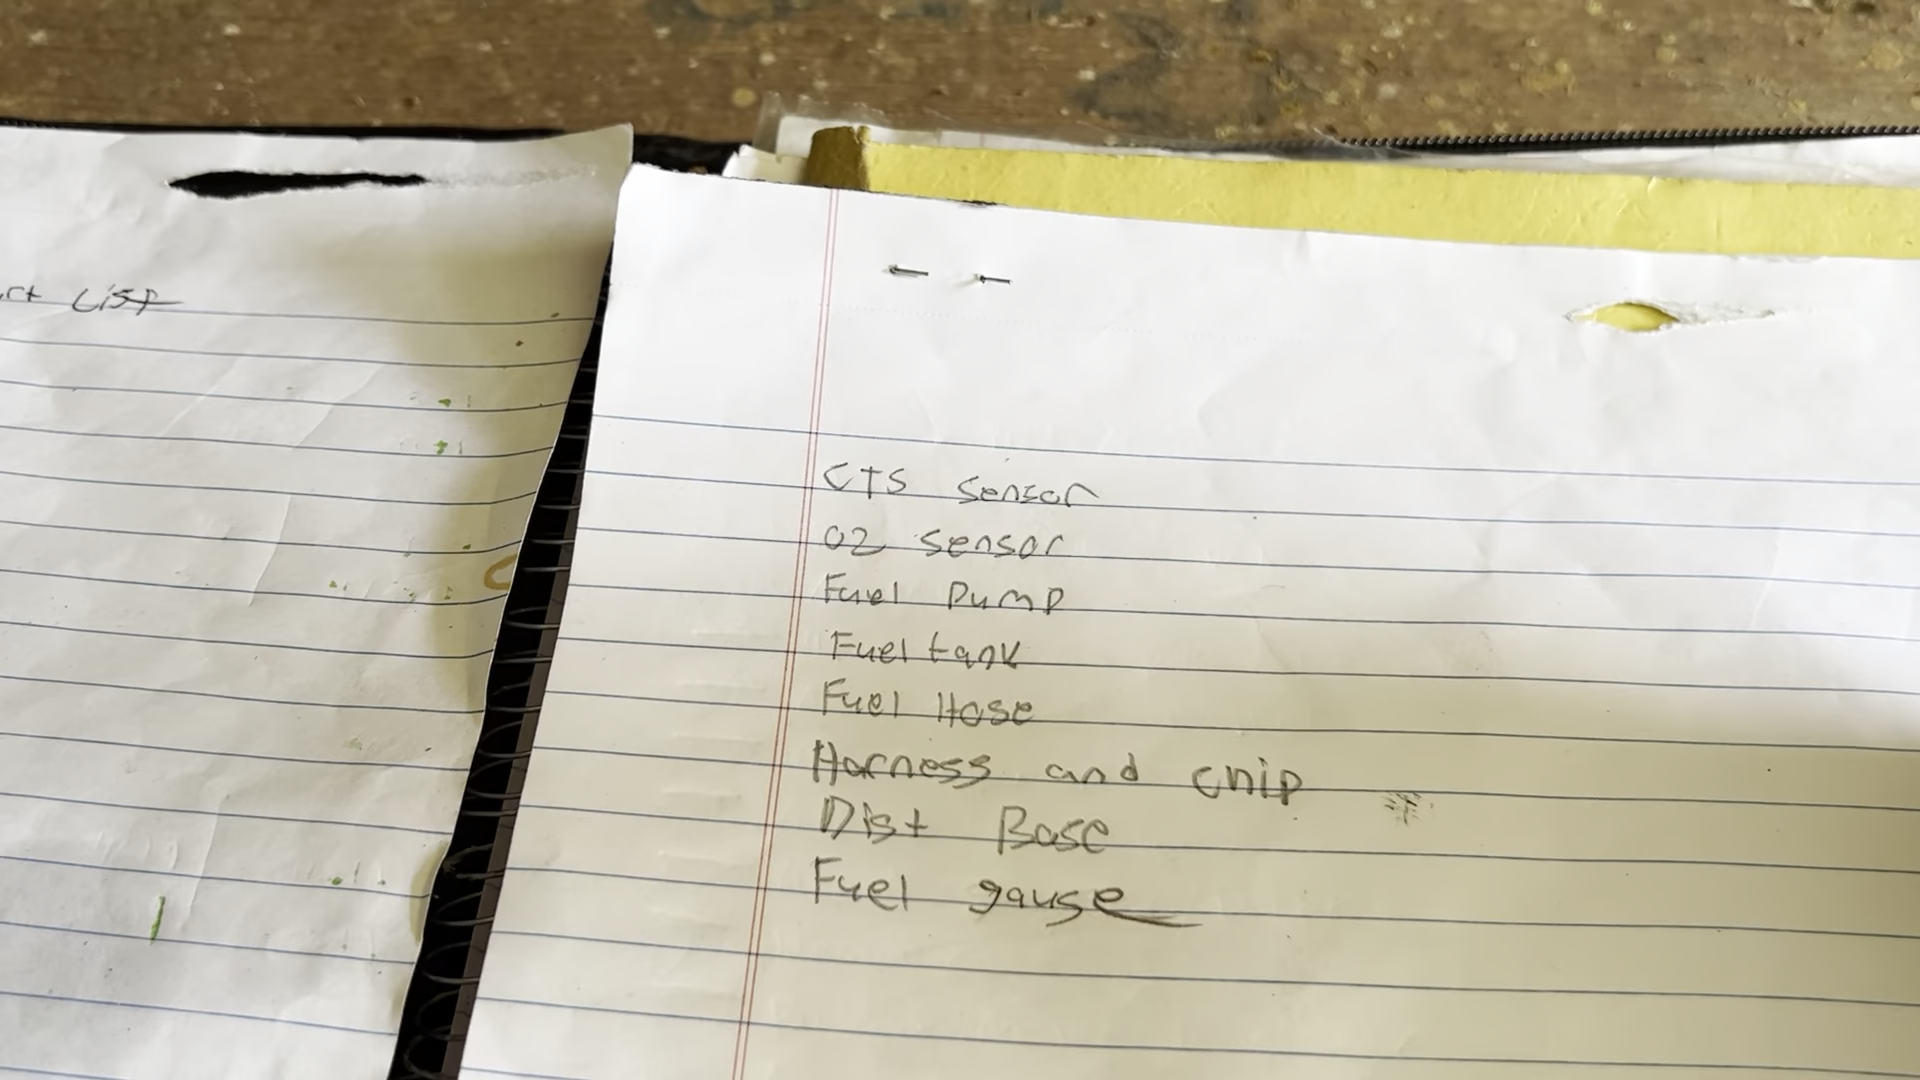 List
CTS sensor
O2 sensor
Fuel Pump
Fuel tank
Fuel Hose
Harness and chip
Dist Base
Fuel gauge